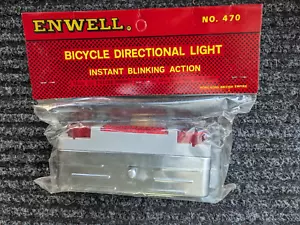 ENWELL.
NO. 470
BICYCLE DIRECTIONAL LIGHT
INSTANT BLINKING ACTION